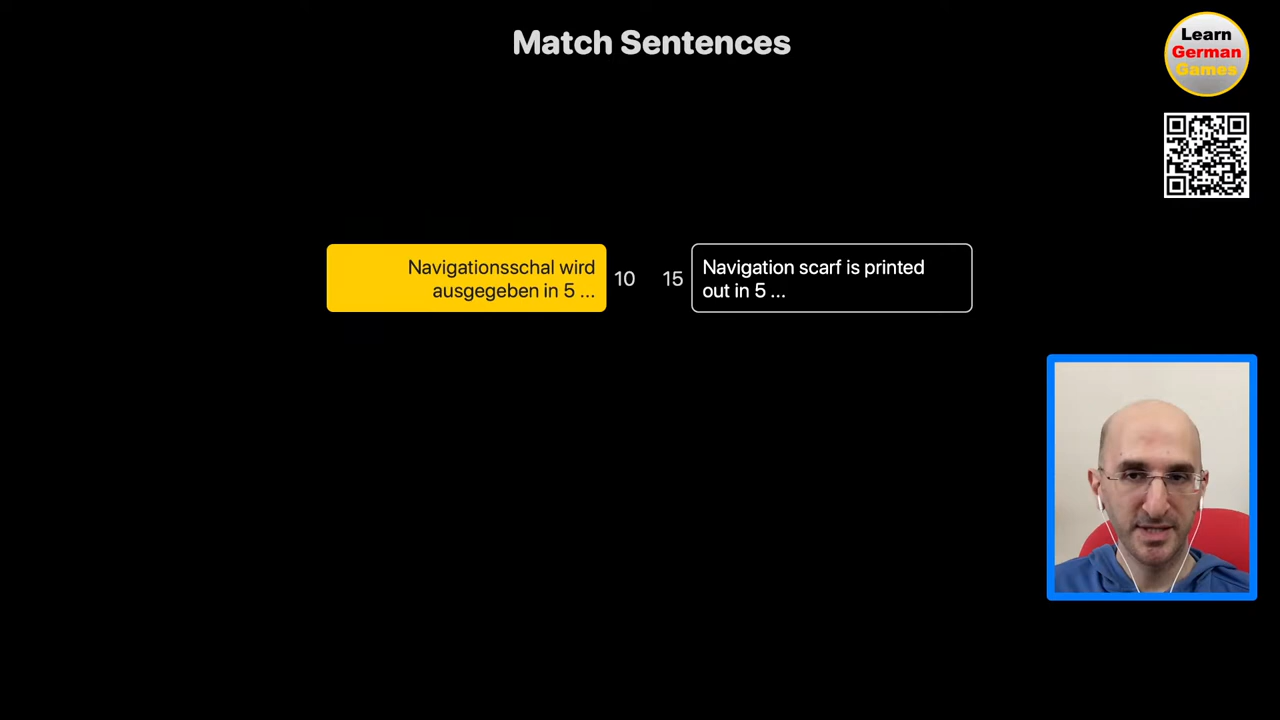 Match Sentences
Learn
German
Games
Navigationsschal wird
ausgegeben in 5 ...
10
15
Navigation scarf is printed
out in 5 ...